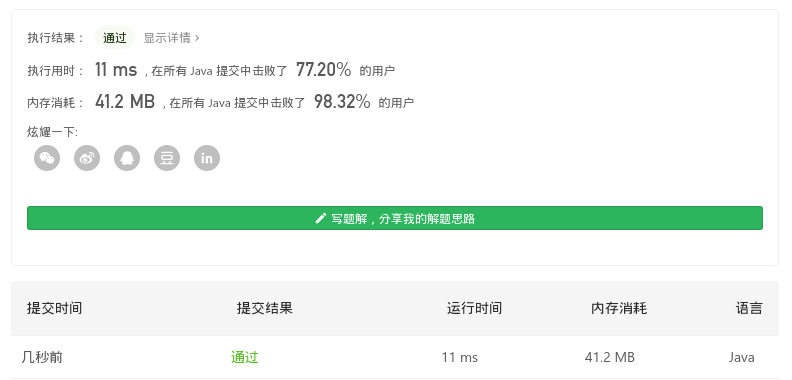 执行结果： 通过 显示详情 ›
执行用时： 11 ms , 在所有 Java 提交中击败了 77.20% 的用户
内存消耗： 41.2 MB , 在所有 Java 提交中击败了 98.32% 的用户
炫耀一下:
豆 in
写题解，分享我的解题思路
提交时间 提交结果 运行时间 内存消耗 语言
几秒前 通过 11 ms 41.2 MB Java